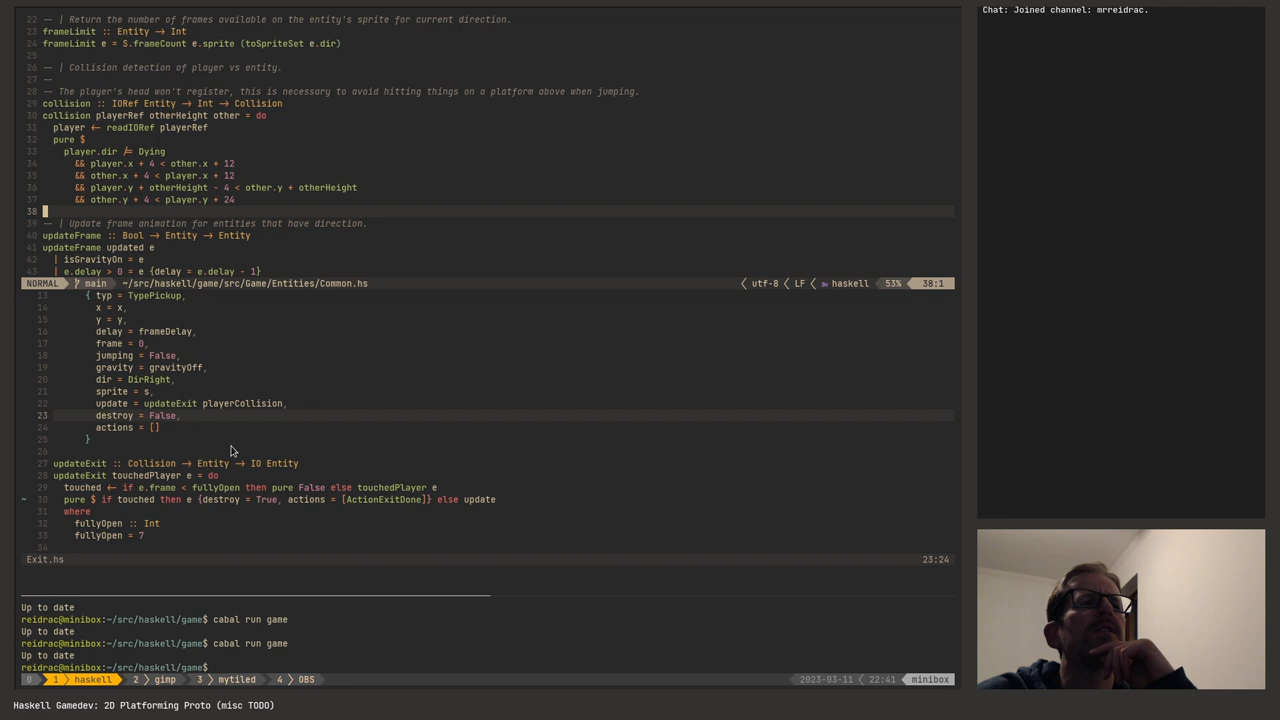 22 -- | Return the number of frames available on the entity's sprite for current direction.
23 frameLimit :: Entity → Int
24 frameLimit e = S.frameCount e.sprite (toSpriteSet e.dir)
25
26 -- | Collision detection of player vs entity.
27 --
28 -- The player's head won't register, this is necessary to avoid hitting things on a platform above when jumping.
29 collision :: IORef Entity → Int → Collision
30 collision playerRef otherHeight other = do
31   player ← readIORef playerRef
32   pure $
33     player.dir ≠ Dying
34       && player.x + 4 < other.x + 12
35       && other.x + 4 < player.x + 12
36       && player.y + otherHeight - 4 < other.y + otherHeight
37       && other.y + 4 < player.y + 24
38
39 -- | Update frame animation for entities that have direction.
40 updateFrame :: Bool → Entity → Entity
41 updateFrame updated e
42   | isGravityOn = e
43   | e.delay > 0 = e {delay = e.delay - 1}
NORMAL main ~/src/haskell/game/src/Game/Entities/Common.hs utf-8 LF haskell 53% 38:1
13       { typ = TypePickup,
14         x = x,
15         y = y,
16         delay = frameDelay,
17         frame = 0,
18         jumping = False,
19         gravity = gravityOff,
20         dir = DirRight,
21         sprite = s,
22         update = updateExit playerCollision,
23         destroy = False,
24         actions = []
25       }
26
27 updateExit :: Collision → Entity → IO Entity
28 updateExit touchedPlayer e = do
29   touched ← if e.frame < fullyOpen then pure False else touchedPlayer e
~ 30   pure $ if touched then e {destroy = True, actions = [ActionExitDone]} else update
31   where
32     fullyOpen :: Int
33     fullyOpen = 7
34
Exit.hs 23:24
Up to date
reidrac@minibox:~/src/haskell/game$ cabal run game
Up to date
reidrac@minibox:~/src/haskell/game$ cabal run game
Up to date
reidrac@minibox:~/src/haskell/game$
0 1 haskell 2 gimp 3 mytiled 4 OBS 2023-03-11 22:41 minibox
Haskell Gamedev: 2D Platforming Proto (misc TODO)
Chat: Joined channel: mrreidrac.